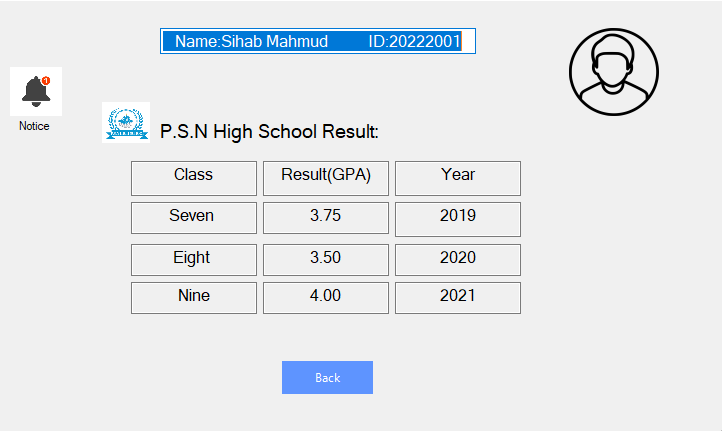 Name:Sihab Mahmud ID:20222001
1
Notice
P.S.N High School Result:
Class Result(GPA) Year
Seven 3.75 2019
Eight 3.50 2020
Nine 4.00 2021
Back